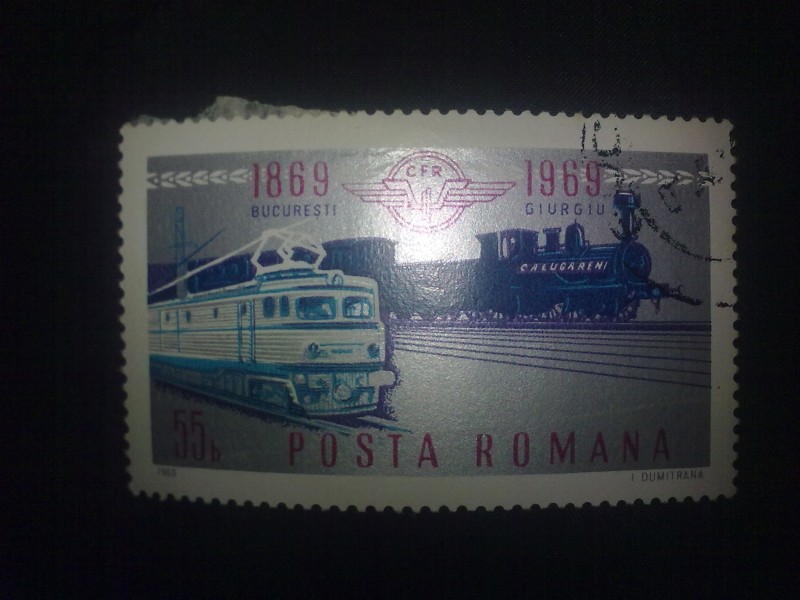 1869
CFR
1969
BUCUREȘTI
GIURGIU
CALUGARENI
55b
POSTA ROMANA
1969
I. DUMITRANA